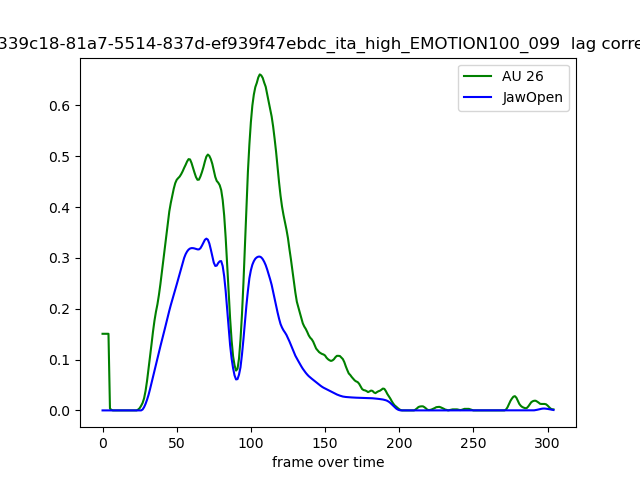 339c18-81a7-5514-837d-ef939f47ebdc_ita_high_EMOTION100_099 lag corre
AU 26
JawOpen
0.6
0.5
0.4
0.3
0.2
0.1
0.0
0 50 100 150 200 250 300
frame over time